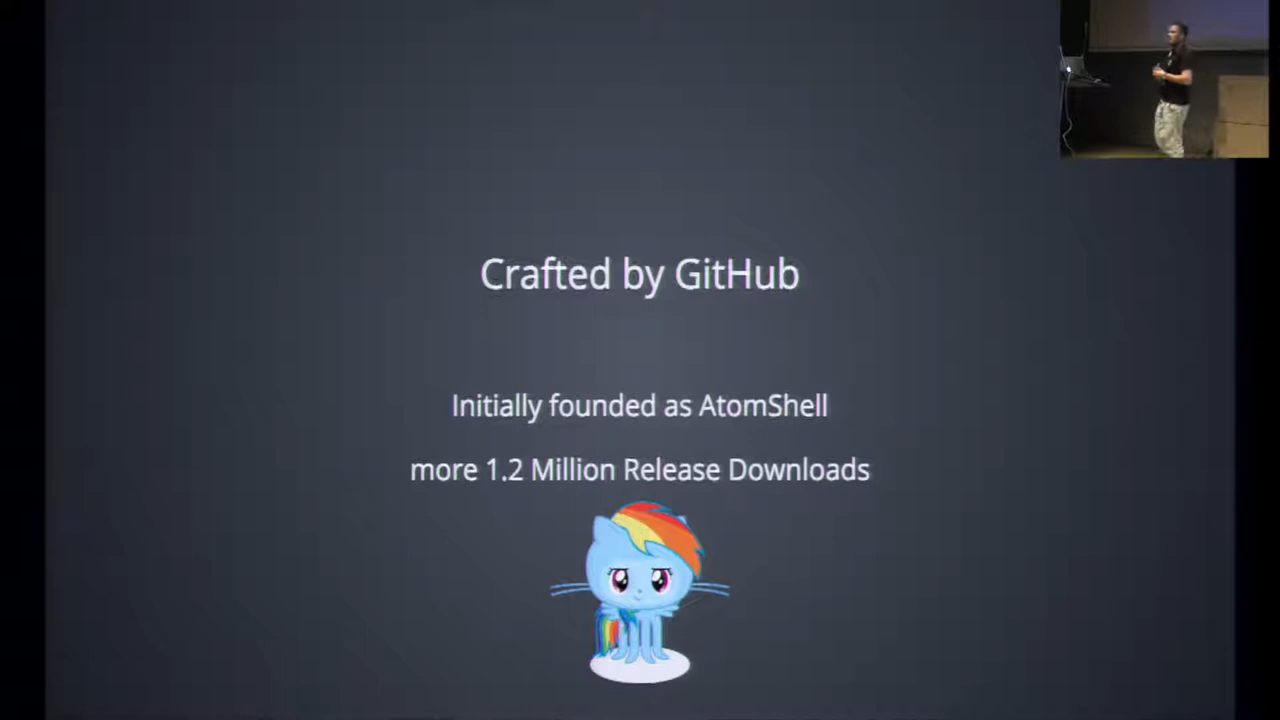 Crafted by GitHub
Initially founded as AtomShell
more 1.2 Million Release Downloads